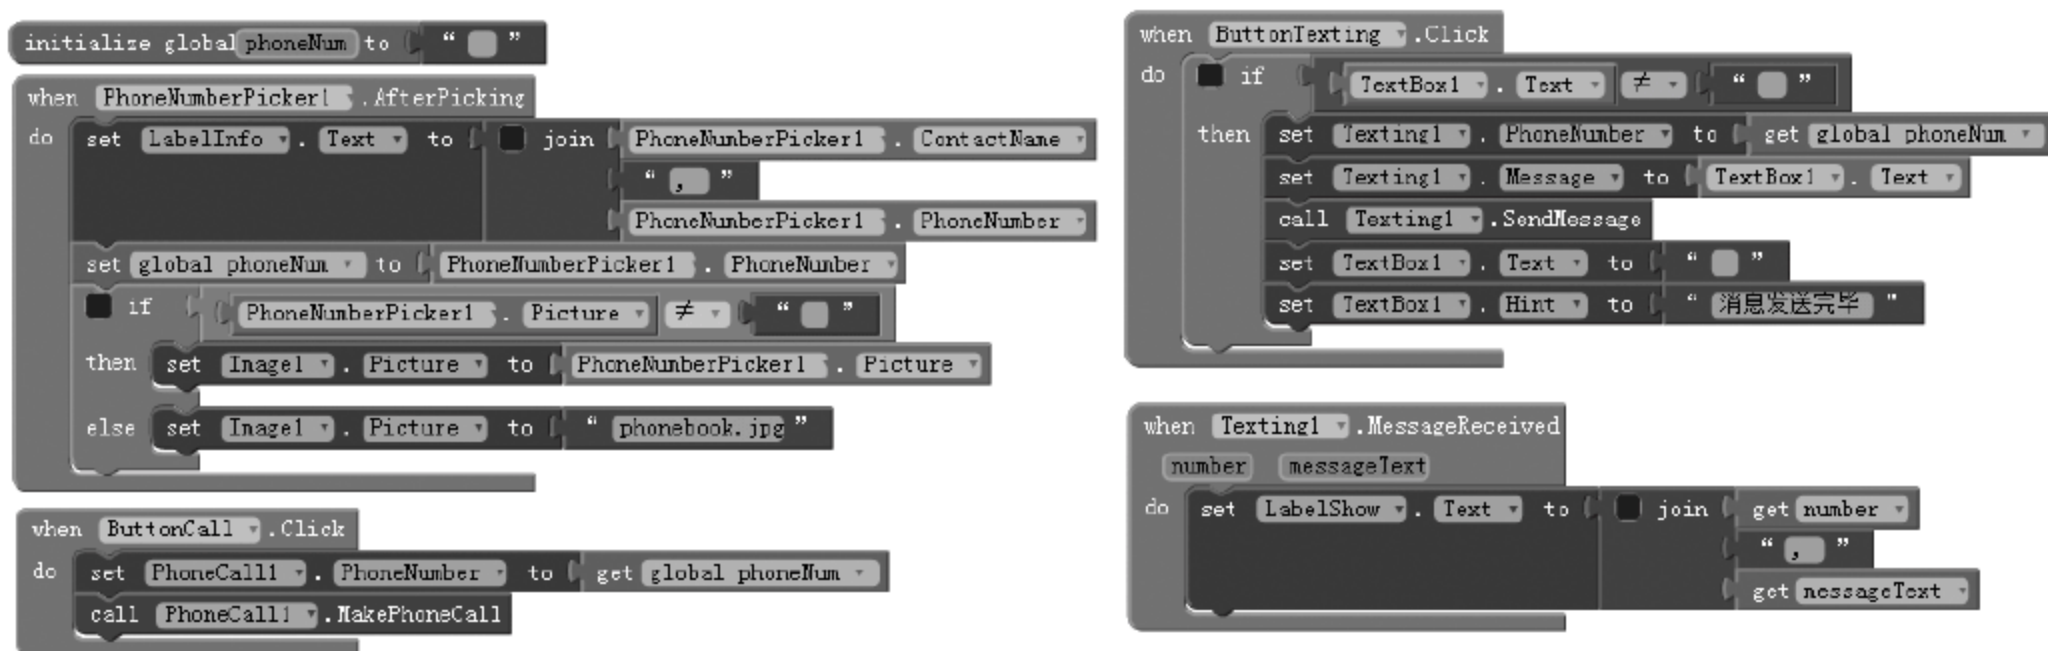 initialize global phoneNum to “ ”
when PhoneNumberPicker1 .AfterPicking
do set LabelInfo . Text to join PhoneNumberPicker1 . ContactName
“ , ”
PhoneNumberPicker1 . PhoneNumber
set global phoneNum to PhoneNumberPicker1 . PhoneNumber
if PhoneNumberPicker1 . Picture ≠ “ ”
then set Image1 . Picture to PhoneNumberPicker1 . Picture
else set Image1 . Picture to “ phonebook.jpg ”
when ButtonCall .Click
do set PhoneCall1 . PhoneNumber to get global phoneNum
call PhoneCall1 .MakePhoneCall
when ButtonTexting .Click
do if TextBox1 . Text ≠ “ ”
then set Texting1 . PhoneNumber to get global phoneNum
set Texting1 . Message to TextBox1 . Text
call Texting1 .SendMessage
set TextBox1 . Text to “ ”
set TextBox1 . Hint to “ 消息发送完毕 ”
when Texting1 .MessageReceived
number messageText
do set LabelShow . Text to join get number
“ , ”
get messageText